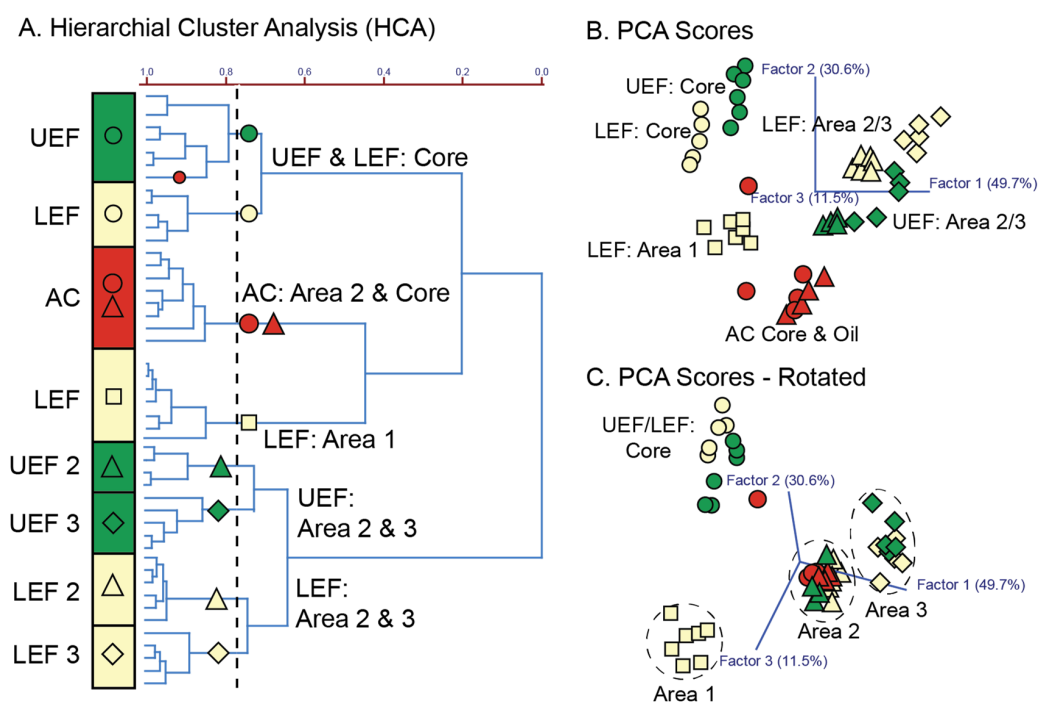 A. Hierarchical Cluster Analysis (HCA)
1.0 0.8 0.6 0.4 0.2 0.0
UEF
UEF & LEF: Core
LEF
AC
AC: Area 2 & Core
LEF
LEF: Area 1
UEF 2
UEF 3
UEF:
Area 2 & 3
LEF 2
LEF:
Area 2 & 3
LEF 3
B. PCA Scores
Factor 2 (30.6%)
UEF: Core
LEF: Core
LEF: Area 2/3
Factor 1 (49.7%)
Factor 3 (11.5%)
UEF: Area 2/3
LEF: Area 1
AC Core & Oil
C. PCA Scores - Rotated
UEF/LEF:
Core
Factor 2 (30.6%)
Factor 1 (49.7%)
Area 3
Area 2
Factor 3 (11.5%)
Area 1